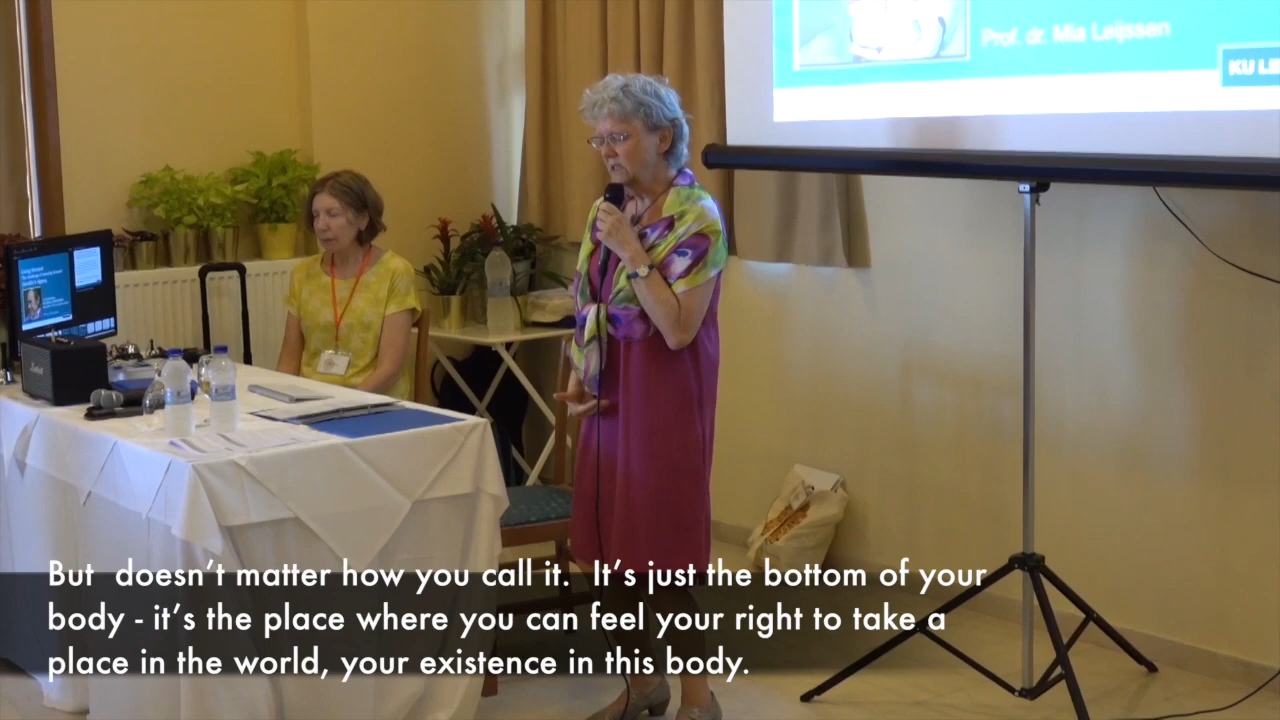 Prof. dr. Mia Leijssen
KU LE
But doesn't matter how you call it. It's just the bottom of your
body - it's the place where you can feel your right to take a
place in the world, your existence in this body.